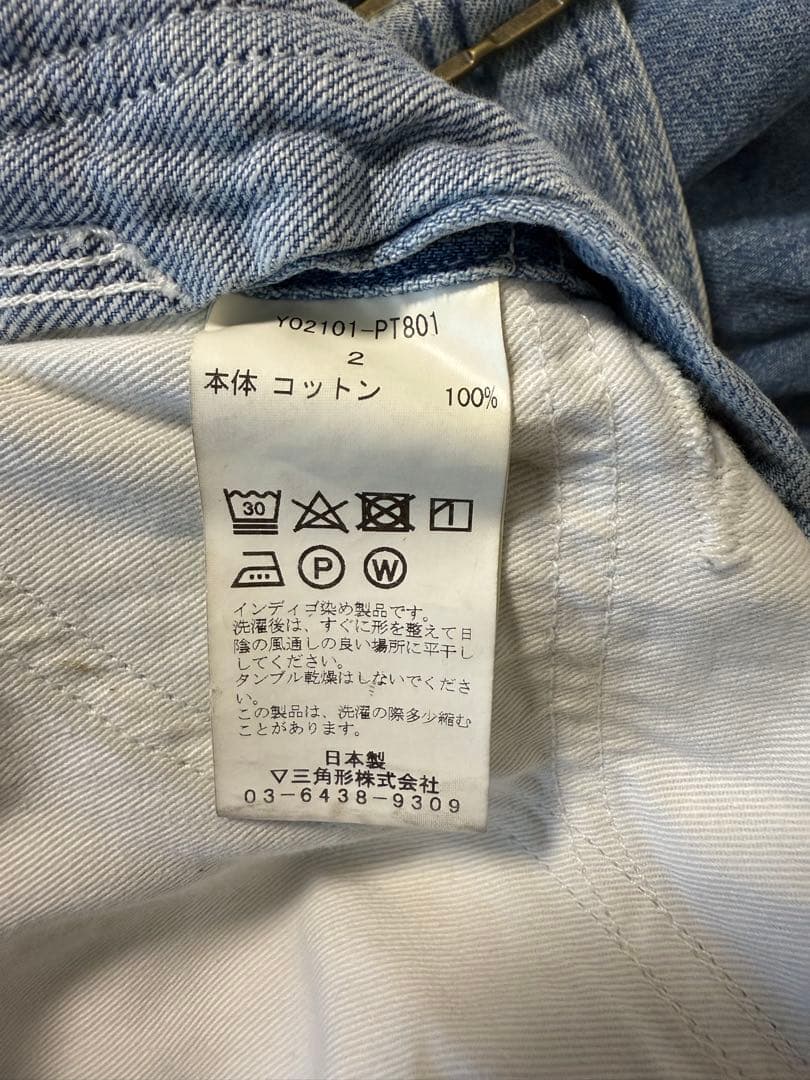 YO2101-PT801
2
本体 コットン 100%
30
P W
インディゴ染め製品です。
洗濯後は、すぐに形を整えて日
陰の風通しの良い場所に平干し
してください。
タンブル乾燥はしないでくださ
い。
この製品は、洗濯の際多少縮む
ことがあります。
日本製
▽三角形株式会社
03-6438-9309